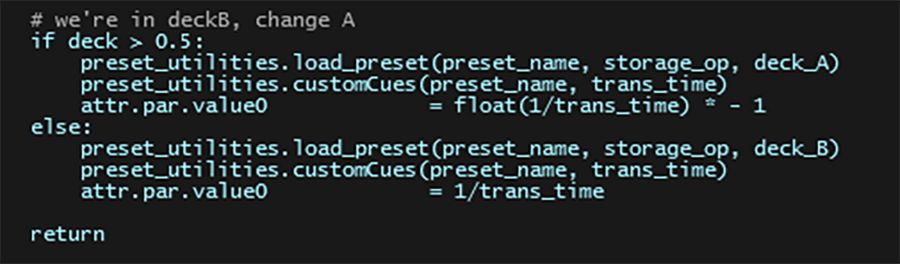 # we're in deckB, change A
if deck > 0.5:
    preset_utilities.load_preset(preset_name, storage_op, deck_A)
    preset_utilities.customCues(preset_name, trans_time)
    attr.par.value0             = float(1/trans_time) * - 1
else:
    preset_utilities.load_preset(preset_name, storage_op, deck_B)
    preset_utilities.customCues(preset_name, trans_time)
    attr.par.value0             = 1/trans_time
return